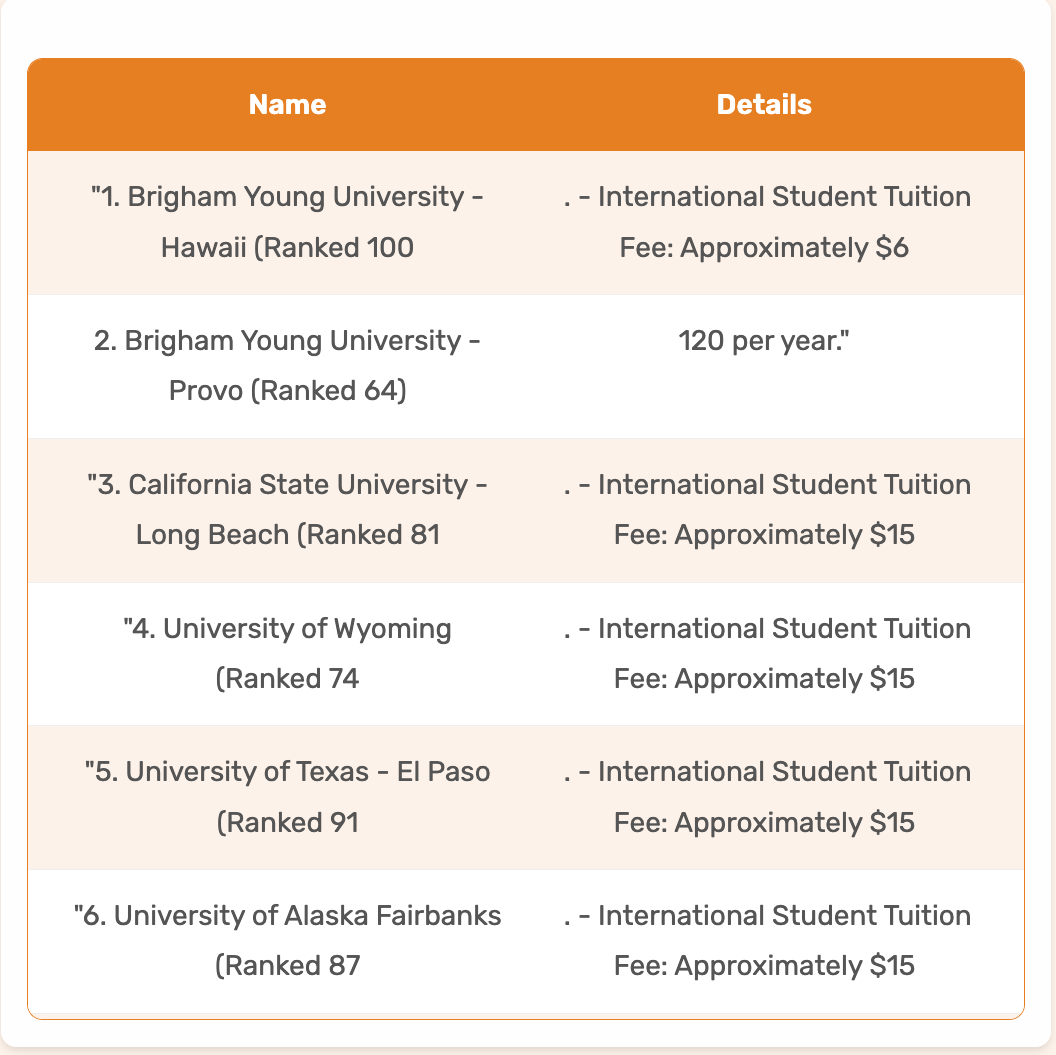 Name
Details
"1. Brigham Young University -
Hawaii (Ranked 100
. - International Student Tuition
Fee: Approximately $6
2. Brigham Young University -
Provo (Ranked 64)
120 per year."
"3. California State University -
Long Beach (Ranked 81
. - International Student Tuition
Fee: Approximately $15
"4. University of Wyoming
(Ranked 74
. - International Student Tuition
Fee: Approximately $15
"5. University of Texas - El Paso
(Ranked 91
. - International Student Tuition
Fee: Approximately $15
"6. University of Alaska Fairbanks
(Ranked 87
. - International Student Tuition
Fee: Approximately $15